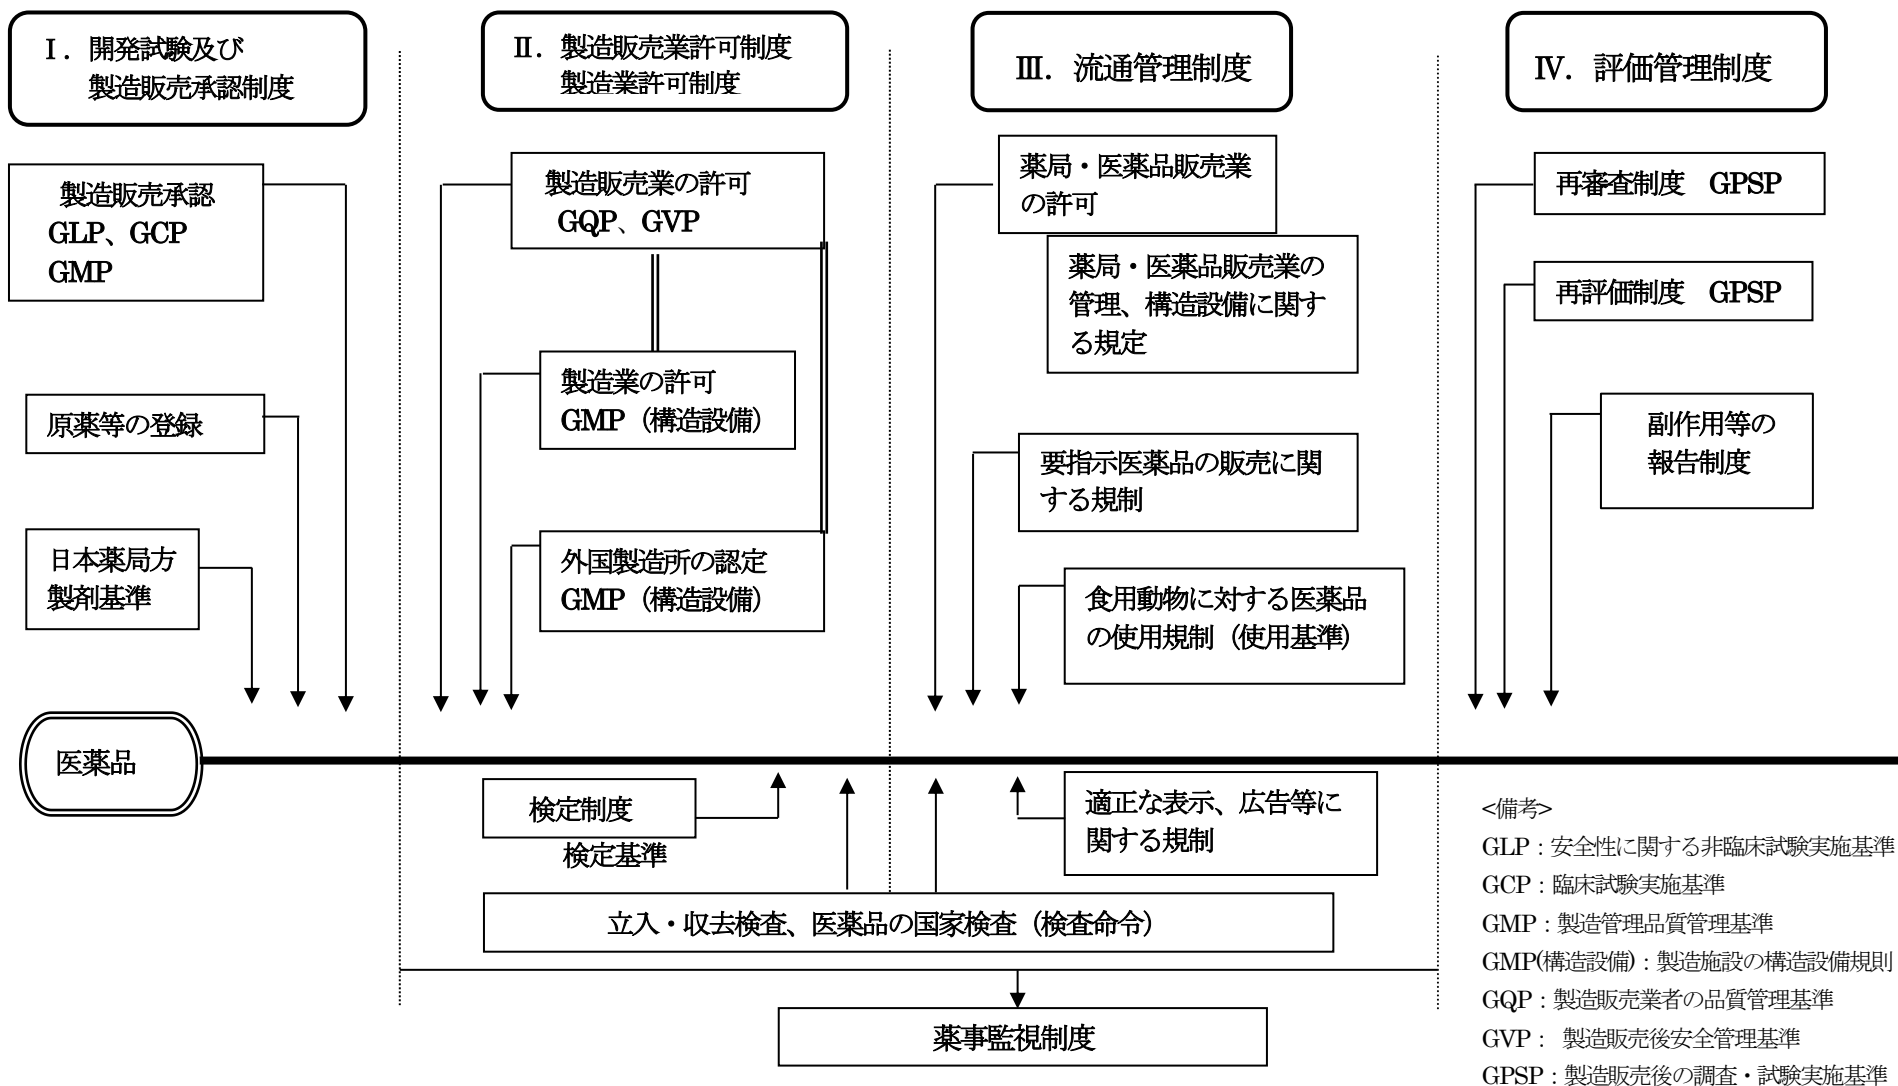 Ⅰ．開発試験及び
製造販売承認制度
製造販売承認
GLP、GCP
GMP
原薬等の登録
日本薬局方
製剤基準
Ⅱ．製造販売業許可制度
製造業許可制度
製造販売業の許可
GQP、GVP
製造業の許可
GMP（構造設備）
外国製造所の認定
GMP（構造設備）
Ⅲ．流通管理制度
薬局・医薬品販売業
の許可
薬局・医薬品販売業の
管理、構造設備に関す
る規定
要指示医薬品の販売に関
する規制
食用動物に対する医薬品
の使用規制（使用基準）
Ⅳ．評価管理制度
再審査制度　GPSP
再評価制度　GPSP
副作用等の
報告制度
医薬品
検定制度
検定基準
適正な表示、広告等に
関する規制
立入・収去検査、医薬品の国家検査（検査命令）
薬事監視制度
<備考>
GLP：安全性に関する非臨床試験実施基準
GCP：臨床試験実施基準
GMP：製造管理品質管理基準
GMP(構造設備)：製造施設の構造設備規則
GQP：製造販売業者の品質管理基準
GVP： 製造販売後安全管理基準
GPSP：製造販売後の調査・試験実施基準